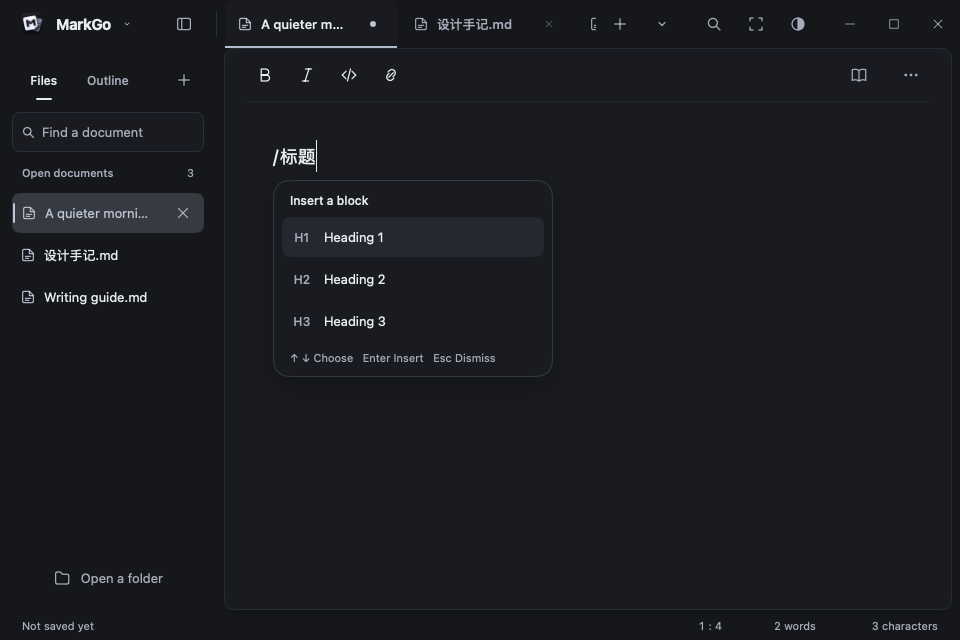 MarkGo
A quieter m...
设计手记.md
Files
Outline
Find a document
Open documents 3
A quieter morni...
设计手记.md
Writing guide.md
Open a folder
Not saved yet
B I
/标题
Insert a block
H1 Heading 1
H2 Heading 2
H3 Heading 3
↑ ↓ Choose Enter Insert Esc Dismiss
1 : 4 2 words 3 characters